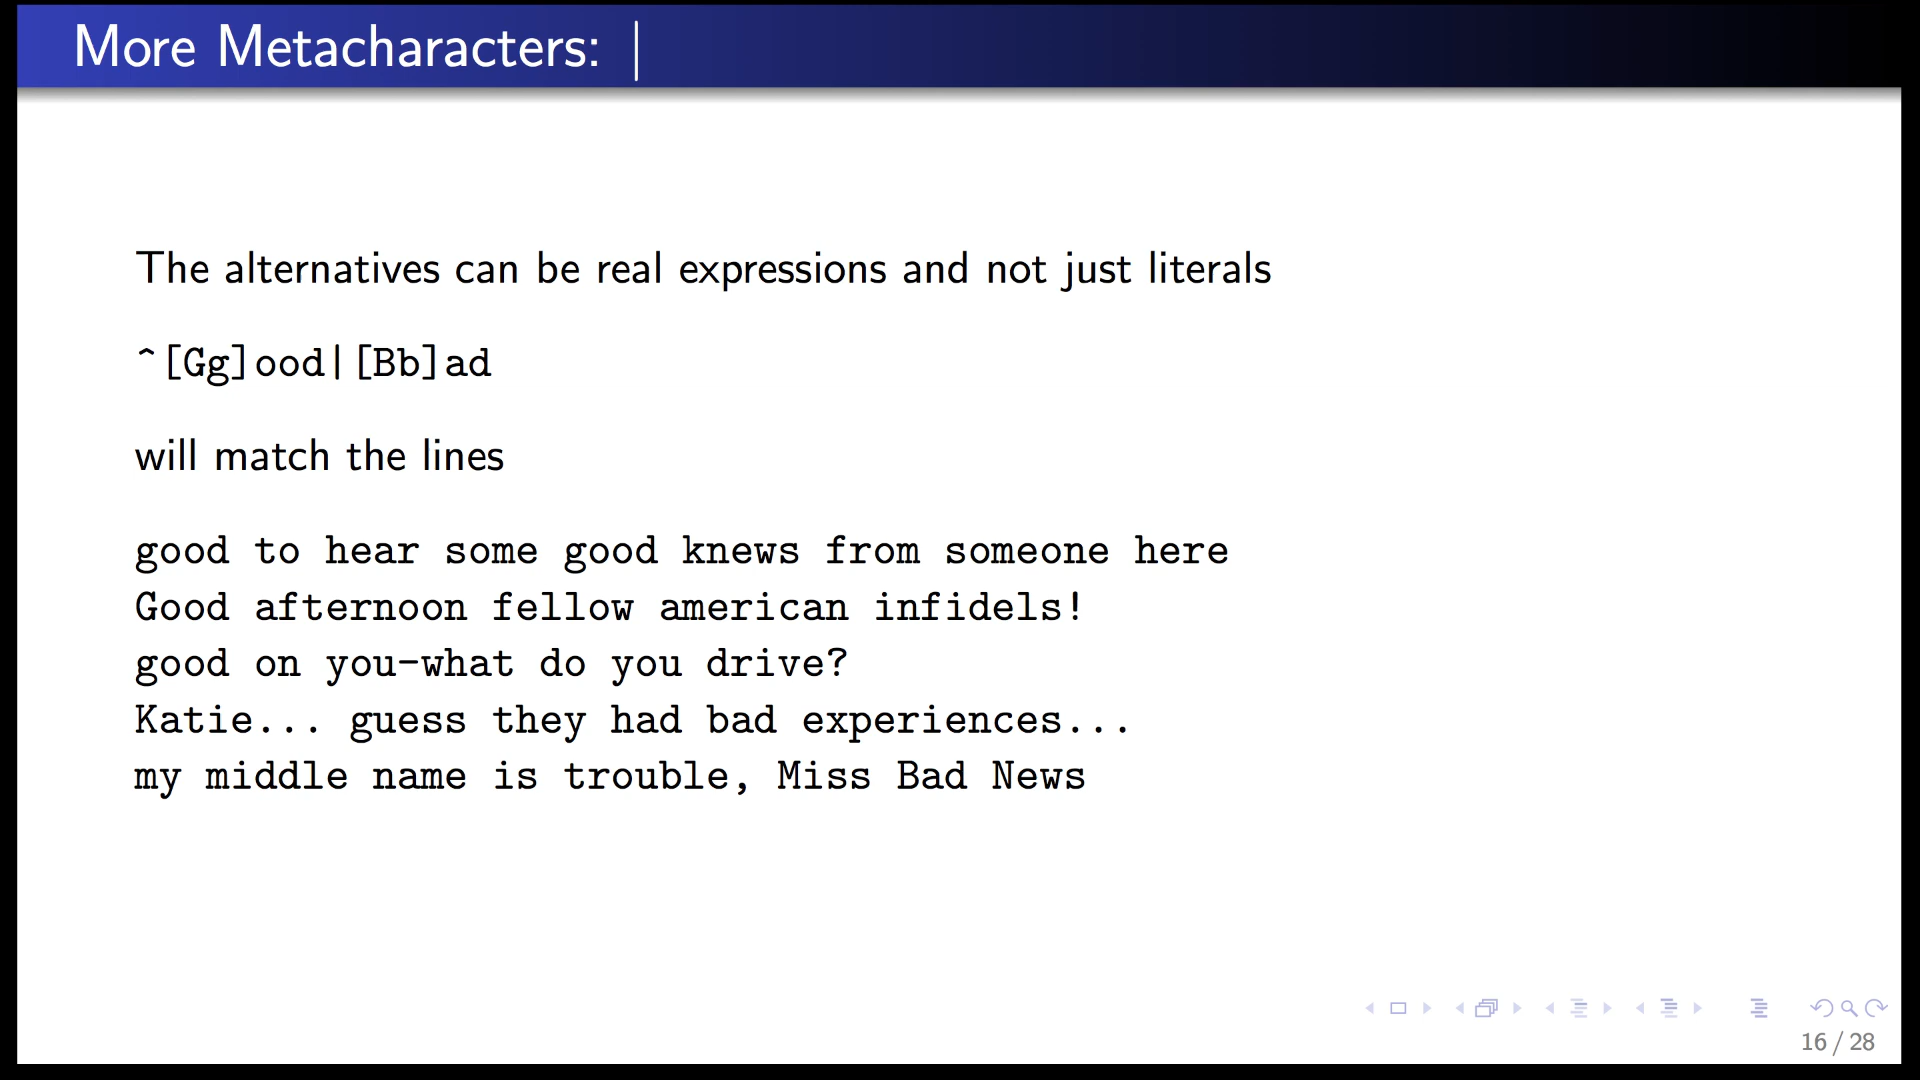 More Metacharacters: |
The alternatives can be real expressions and not just literals
^[Gg]ood|[Bb]ad
will match the lines
good to hear some good knews from someone here
Good afternoon fellow american infidels!
good on you-what do you drive?
Katie... guess they had bad experiences...
my middle name is trouble, Miss Bad News
16 / 28